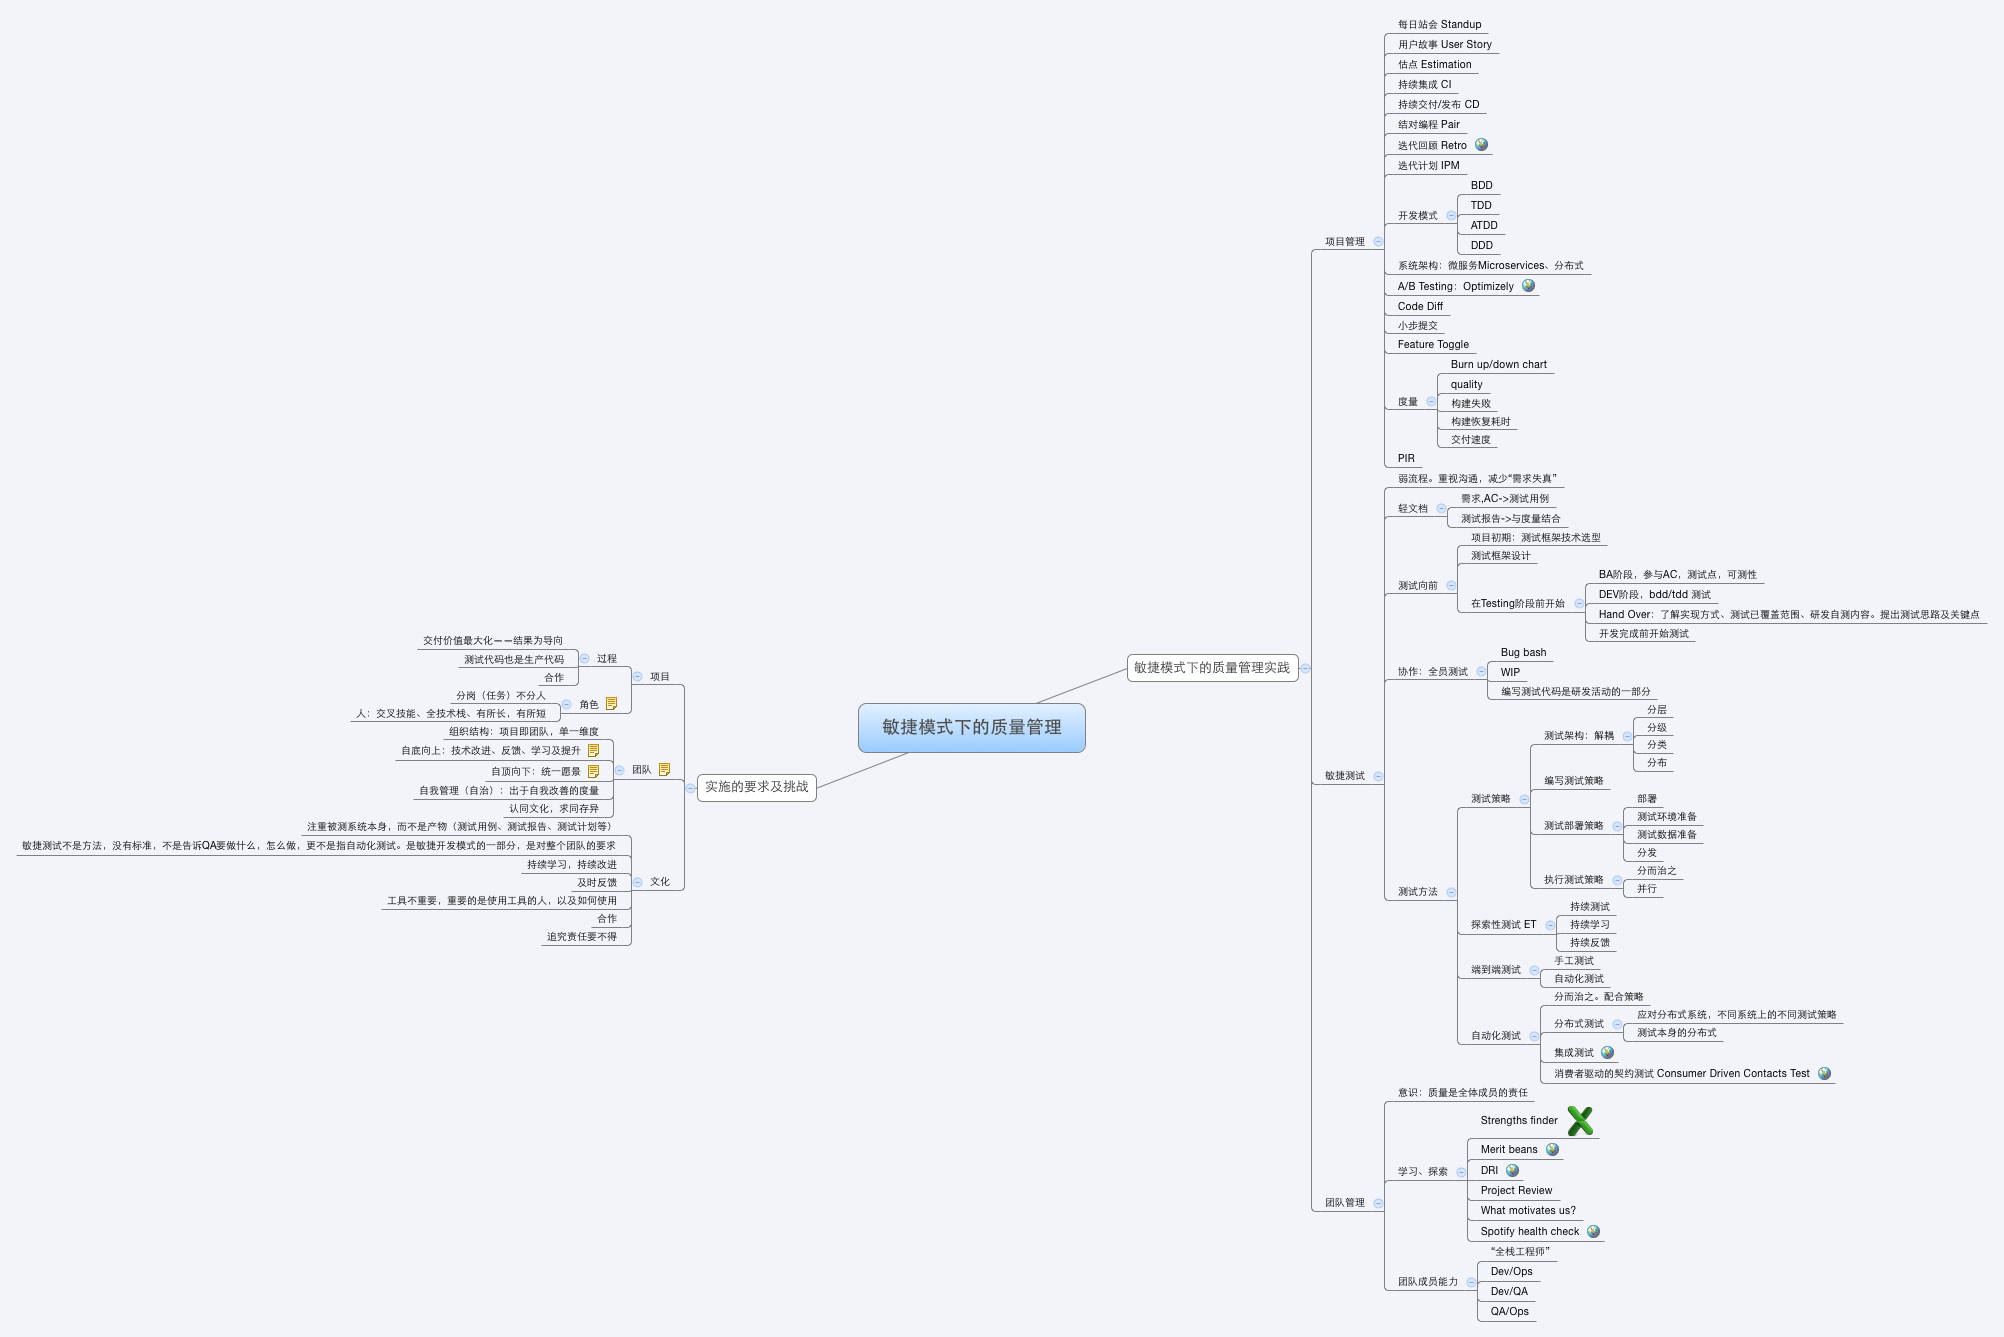 敏捷模式下的质量管理
敏捷模式下的质量管理实践
项目管理
每日站会 Standup
用户故事 User Story
估点 Estimation
持续集成 CI
持续交付/发布 CD
结对编程 Pair
迭代回顾 Retro
迭代计划 IPM
开发模式
BDD
TDD
ATDD
DDD
系统架构：微服务Microservices、分布式
A/B Testing：Optimizely
Code Diff
小步提交
Feature Toggle
度量
Burn up/down chart
quality
构建失败
构建恢复耗时
交付速度
PIR
敏捷测试
弱流程。重视沟通，减少“需求失真”
轻文档
需求,AC->测试用例
测试报告->与度量结合
测试向前
项目初期：测试框架技术选型
测试框架设计
在Testing阶段前开始
BA阶段，参与AC，测试点，可测性
DEV阶段，bdd/tdd 测试
Hand Over：了解实现方式、测试已覆盖范围、研发自测内容。提出测试思路及关键点
开发完成前开始测试
协作：全员测试
Bug bash
WIP
编写测试代码是研发活动的一部分
测试方法
测试策略
测试架构：解耦
分层
分级
分类
分布
编写测试策略
测试部署策略
部署
测试环境准备
测试数据准备
分发
执行测试策略
分而治之
并行
探索性测试 ET
持续测试
持续学习
持续反馈
端到端测试
手工测试
自动化测试
自动化测试
分而治之。配合策略
分布式测试
应对分布式系统，不同系统上的不同测试策略
测试本身的分布式
集成测试
消费者驱动的契约测试 Consumer Driven Contacts Test
团队管理
意识：质量是全体成员的责任
学习、探索
Strengths finder
Merit beans
DRI
Project Review
What motivates us?
Spotify health check
团队成员能力
“全栈工程师”
Dev/Ops
Dev/QA
QA/Ops
实施的要求及挑战
项目
过程
交付价值最大化——结果为导向
测试代码也是生产代码
合作
角色
分岗（任务）不分人
人：交叉技能、全技术栈、有所长，有所短
团队
组织结构：项目即团队，单一维度
自底向上：技术改进、反馈、学习及提升
自顶向下：统一愿景
自我管理（自治）：出于自我改善的度量
认同文化，求同存异
文化
注重被测系统本身，而不是产物（测试用例、测试报告、测试计划等）
敏捷测试不是方法，没有标准，不是告诉QA要做什么，怎么做，更不是指自动化测试。是敏捷开发模式的一部分，是对整个团队的要求
持续学习，持续改进
及时反馈
工具不重要，重要的是使用工具的人，以及如何使用
合作
追究责任要不得